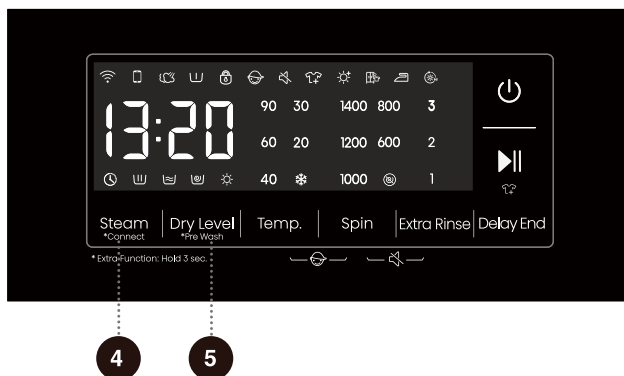 13:20
90 30 1400 800 3
60 20 1200 600 2
40 1000 1
Steam Dry Level Temp. Spin Extra Rinse Delay End
*Connect *Pre Wash
* Extra Function: Hold 3 sec.
4 5